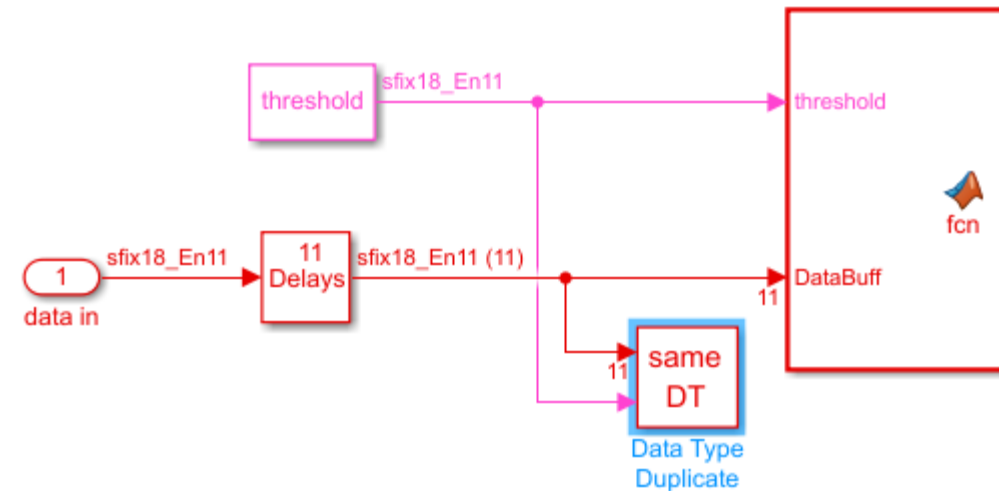 sfix18_En11
threshold
threshold
fcn
sfix18_En11
11
Delays
sfix18_En11 (11)
1
DataBuff
11
data in
same
DT
11
Data Type
Duplicate